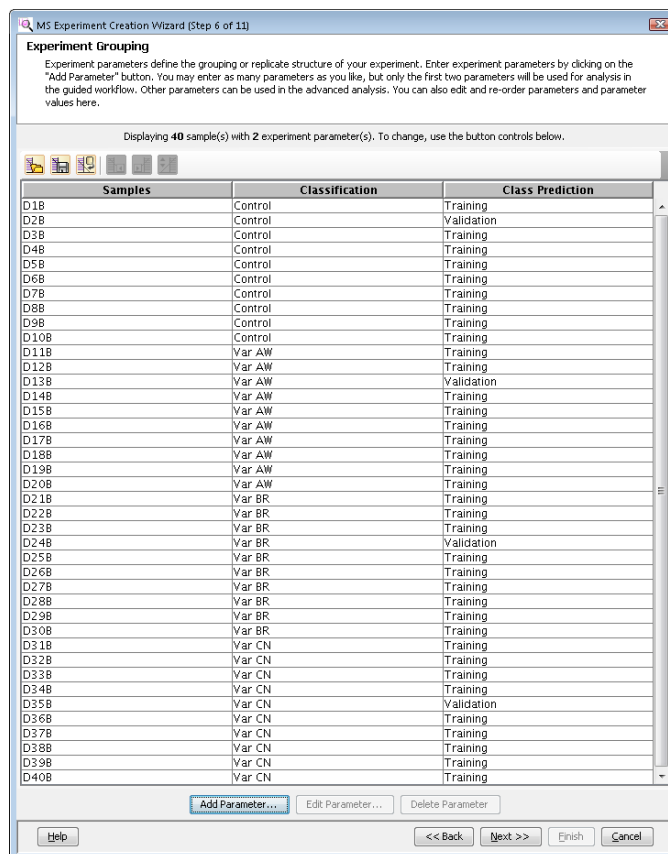 MS Experiment Creation Wizard (Step 6 of 11)
Experiment Grouping
Experiment parameters define the grouping or replicate structure of your experiment. Enter experiment parameters by clicking on the
"Add Parameter" button. You may enter as many parameters as you like, but only the first two parameters will be used for analysis in
the guided workflow. Other parameters can be used in the advanced analysis. You can also edit and re-order parameters and parameter
values here.
Displaying 40 sample(s) with 2 experiment parameter(s). To change, use the button controls below.
Samples Classification Class Prediction
D1B Control Training
D2B Control Validation
D3B Control Training
D4B Control Training
D5B Control Training
D6B Control Training
D7B Control Training
D8B Control Training
D9B Control Training
D10B Control Training
D11B Var AW Training
D12B Var AW Training
D13B Var AW Validation
D14B Var AW Training
D15B Var AW Training
D16B Var AW Training
D17B Var AW Training
D18B Var AW Training
D19B Var AW Training
D20B Var AW Training
D21B Var BR Training
D22B Var BR Training
D23B Var BR Training
D24B Var BR Validation
D25B Var BR Training
D26B Var BR Training
D27B Var BR Training
D28B Var BR Training
D29B Var BR Training
D30B Var BR Training
D31B Var CN Training
D32B Var CN Training
D33B Var CN Training
D34B Var CN Training
D35B Var CN Validation
D36B Var CN Training
D37B Var CN Training
D38B Var CN Training
D39B Var CN Training
D40B Var CN Training
Add Parameter... Edit Parameter... Delete Parameter
Help << Back Next >> Finish Cancel